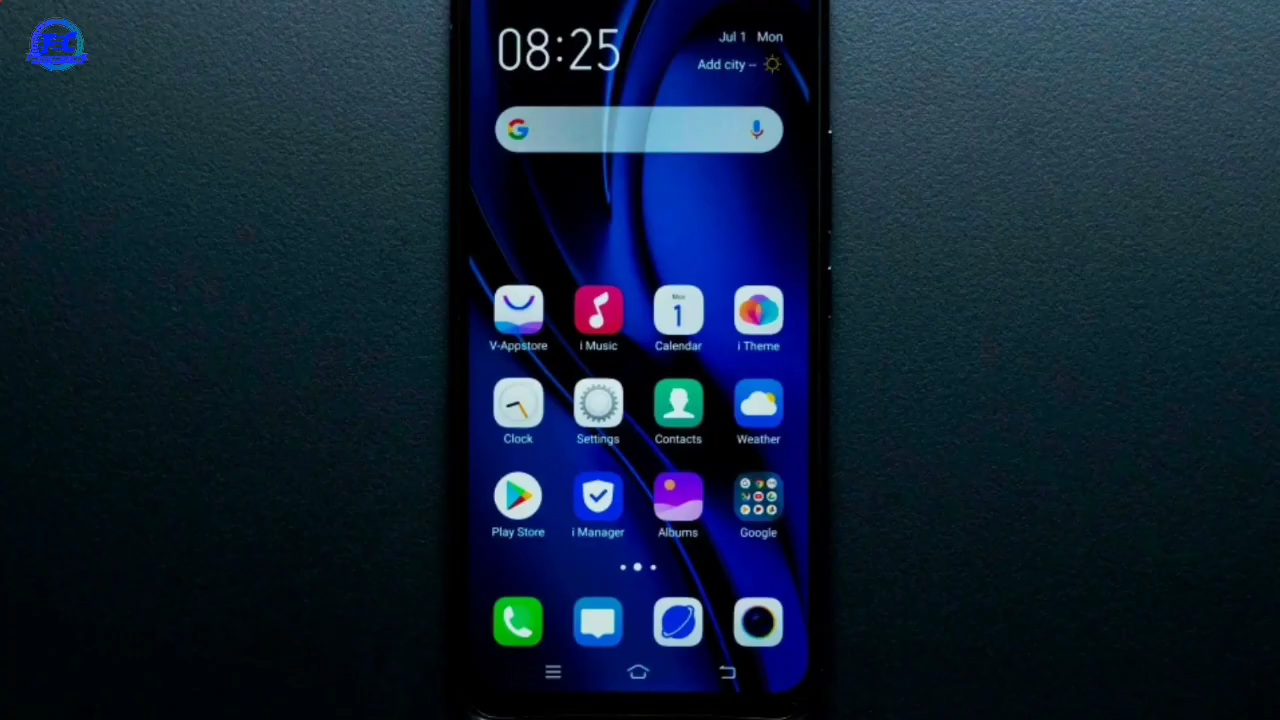 08:25
Jul 1 Mon
Add city --
V-Appstore
i Music
Mon
1
Calendar
i Theme
Clock
Settings
Contacts
Weather
Play Store
i Manager
Albums
Google